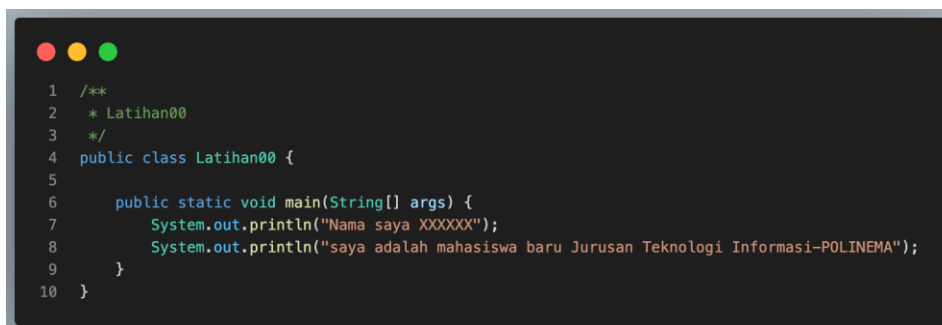 1 /**
2  * Latihan00
3  */
4 public class Latihan00 {
5
6     public static void main(String[] args) {
7         System.out.println("Nama saya XXXXXX");
8         System.out.println("saya adalah mahasiswa baru Jurusan Teknologi Informasi-POLINEMA");
9     }
10 }